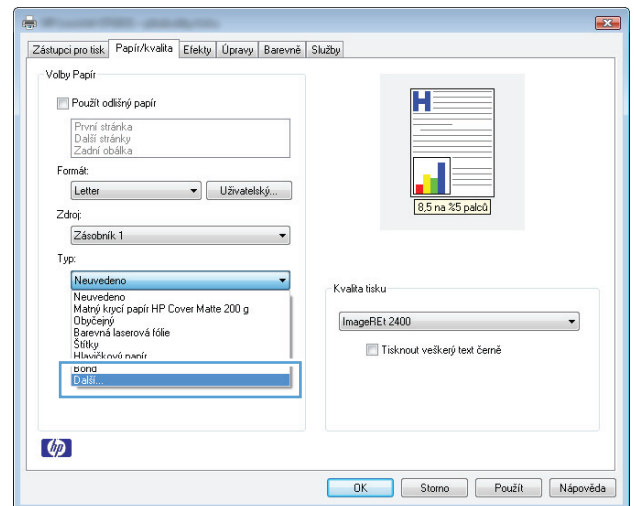 Zástupci pro tisk Papír/kvalita Efekty Úpravy Barevně Služby
Volby Papír
Použít odlišný papír
První stránka
Další stránky
Zadní obálka
Formát:
Letter
Uživatelský...
Zdroj:
Zásobník 1
Typ:
Neuvedeno
Neuvedeno
Matný krycí papír HP Cover Matte 200 g
Obyčejný
Barevná laserová fólie
Štítky
Hlavičkový papír
Bond
Další...
H
8,5 na %5 palců
Kvalita tisku
ImageREt 2400
Tisknout veškerý text černě
hp
OK Storno Použít Nápověda